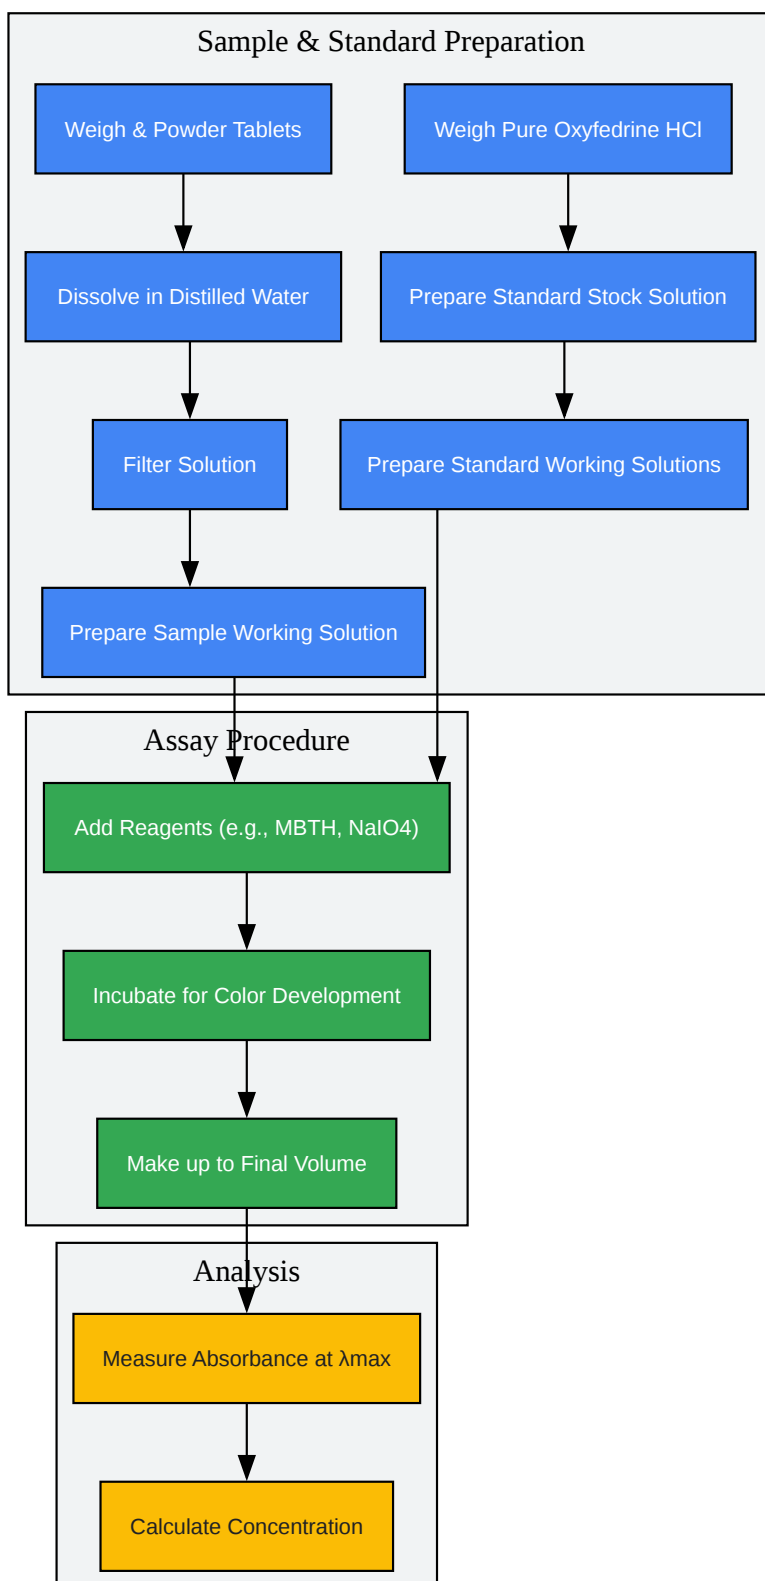 Sample & Standard Preparation
Weigh & Powder Tablets
Weigh Pure Oxyfedrine HCl
Dissolve in Distilled Water
Prepare Standard Stock Solution
Filter Solution
Prepare Standard Working Solutions
Prepare Sample Working Solution
Assay Procedure
Add Reagents (e.g., MBTH, NaIO4)
Incubate for Color Development
Make up to Final Volume
Analysis
Measure Absorbance at λmax
Calculate Concentration